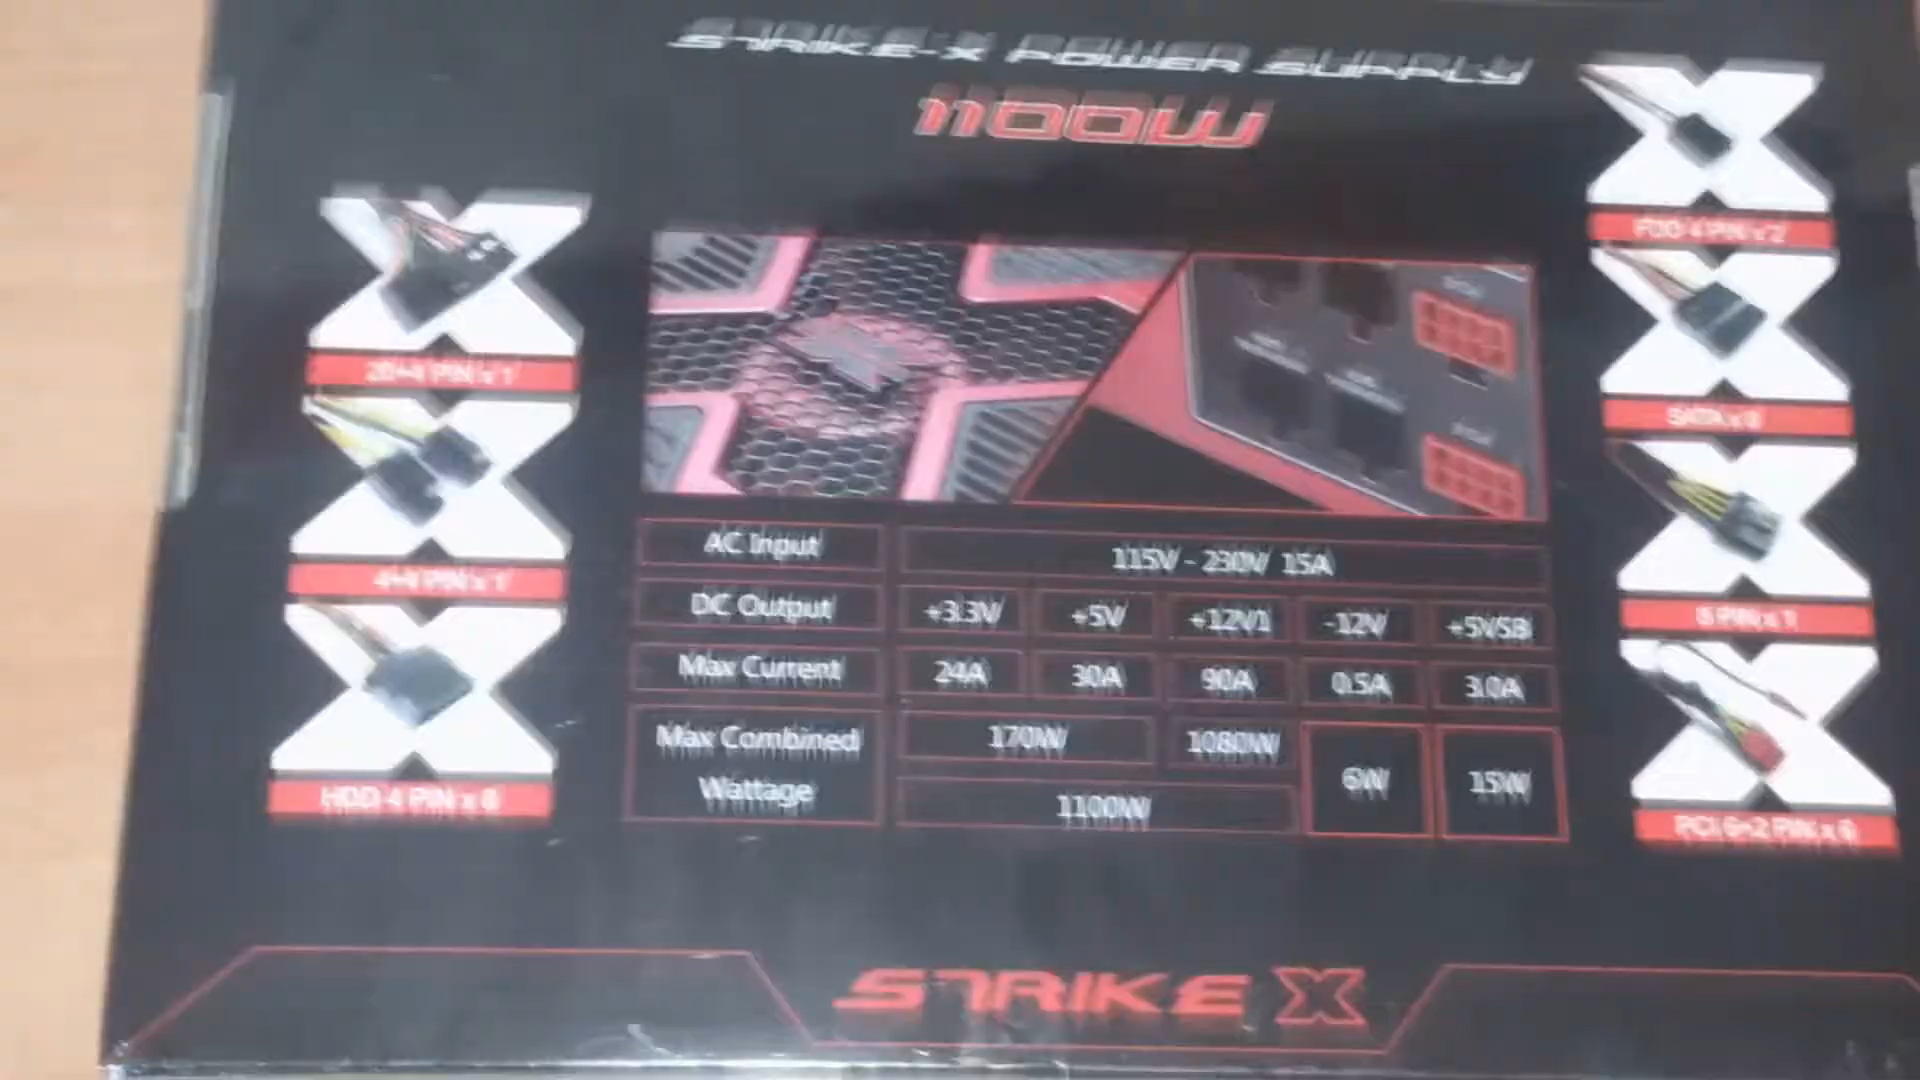 STRIKE-X POWER SUPPLY
1100W
20+4 PIN x 1
4+4 PIN x 1
HDD 4 PIN x 6
AC Input 115V - 230V 15A
DC Output +3.3V +5V +12V1 -12V +5VSB
Max Current 24A 30A 90A 0.5A 3.0A
Max Combined Wattage 170W 1080W 6W 15W
1100W
FDD 4 PIN x 2
SATA x
8 PIN x 1
PCI 6+2 PIN x 6
STRIKE X